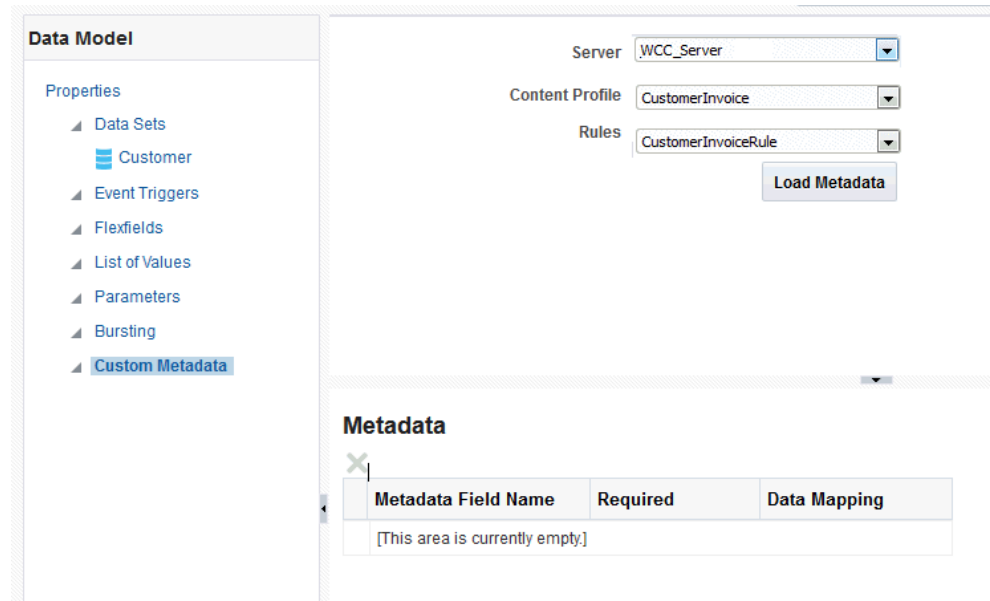 Data Model
Properties
Data Sets
Customer
Event Triggers
Flexfields
List of Values
Parameters
Bursting
Custom Metadata
Server WCC_Server
Content Profile CustomerInvoice
Rules CustomerInvoiceRule
Load Metadata
Metadata
Metadata Field Name Required Data Mapping
[This area is currently empty.]